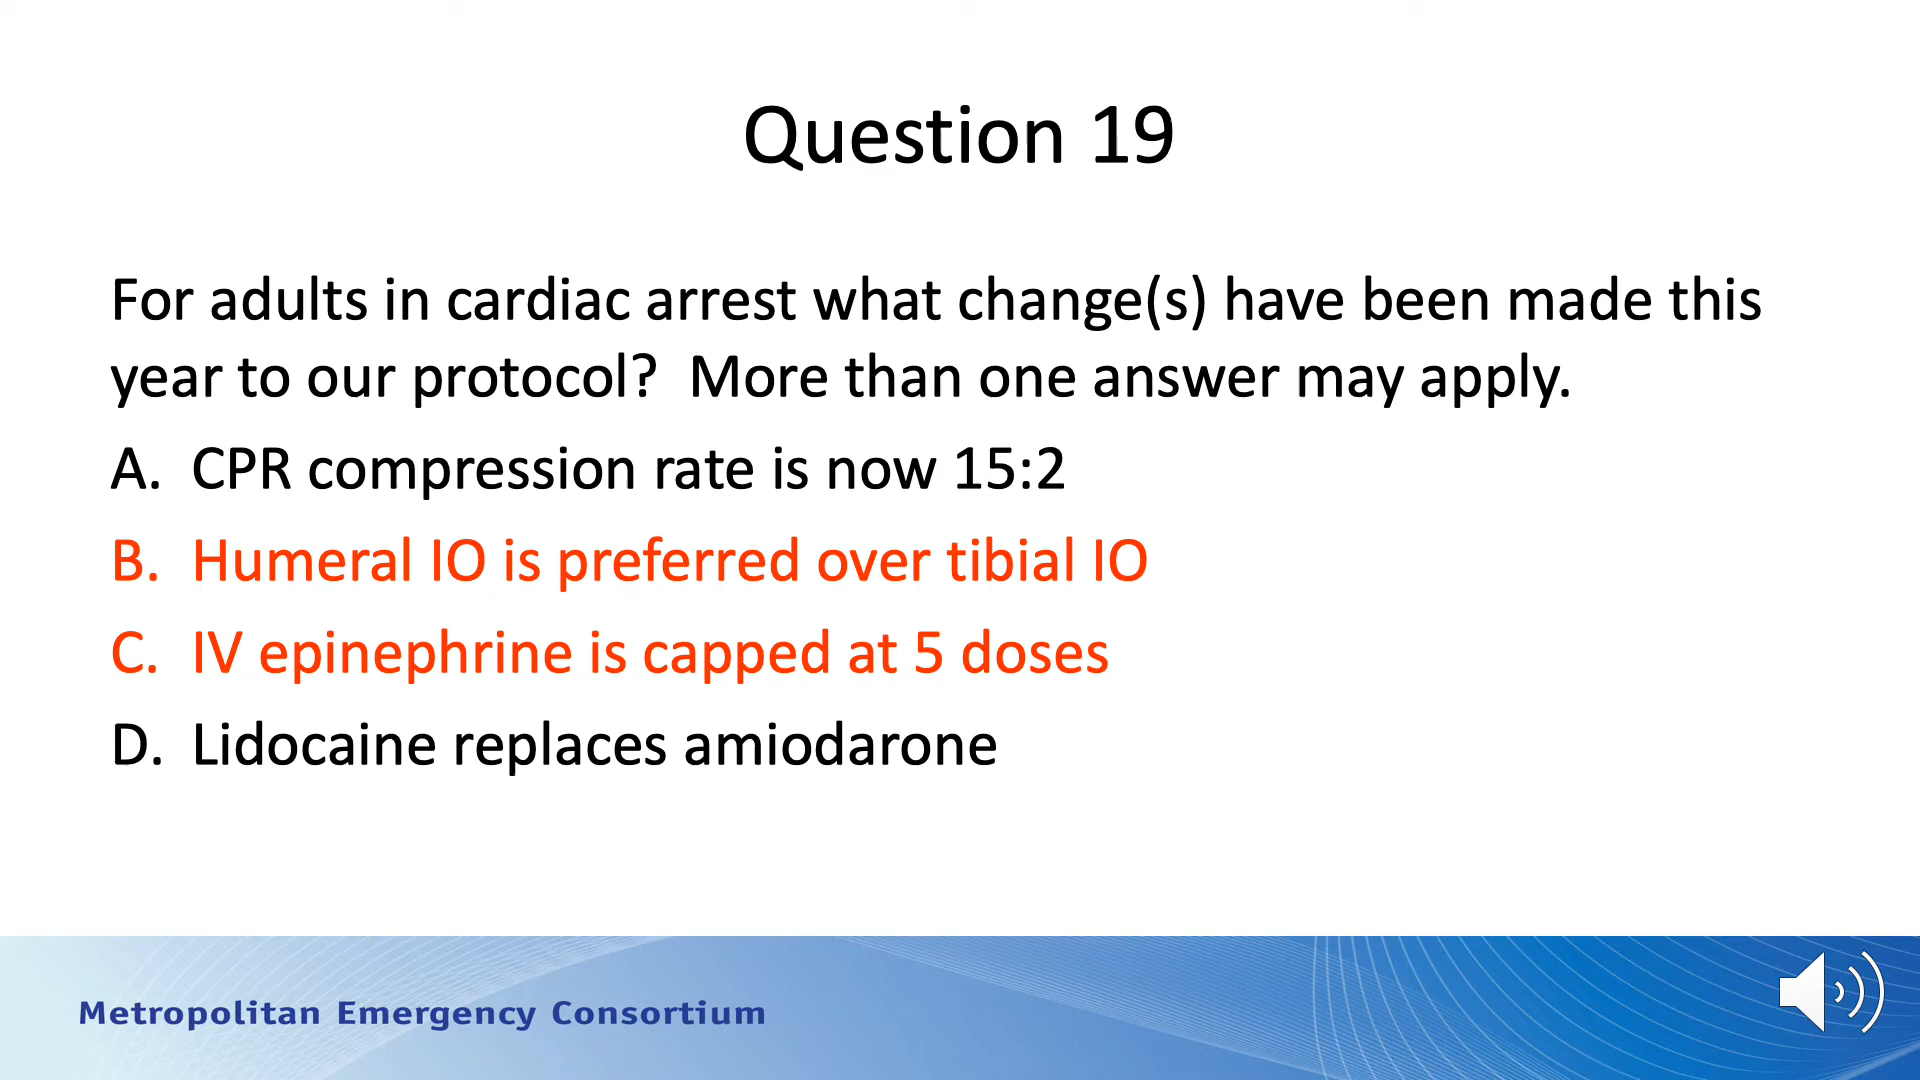 Question 19
For adults in cardiac arrest what change(s) have been made this
year to our protocol?  More than one answer may apply.
A. CPR compression rate is now 15:2
B. Humeral IO is preferred over tibial IO
C. IV epinephrine is capped at 5 doses
D. Lidocaine replaces amiodarone
Metropolitan Emergency Consortium